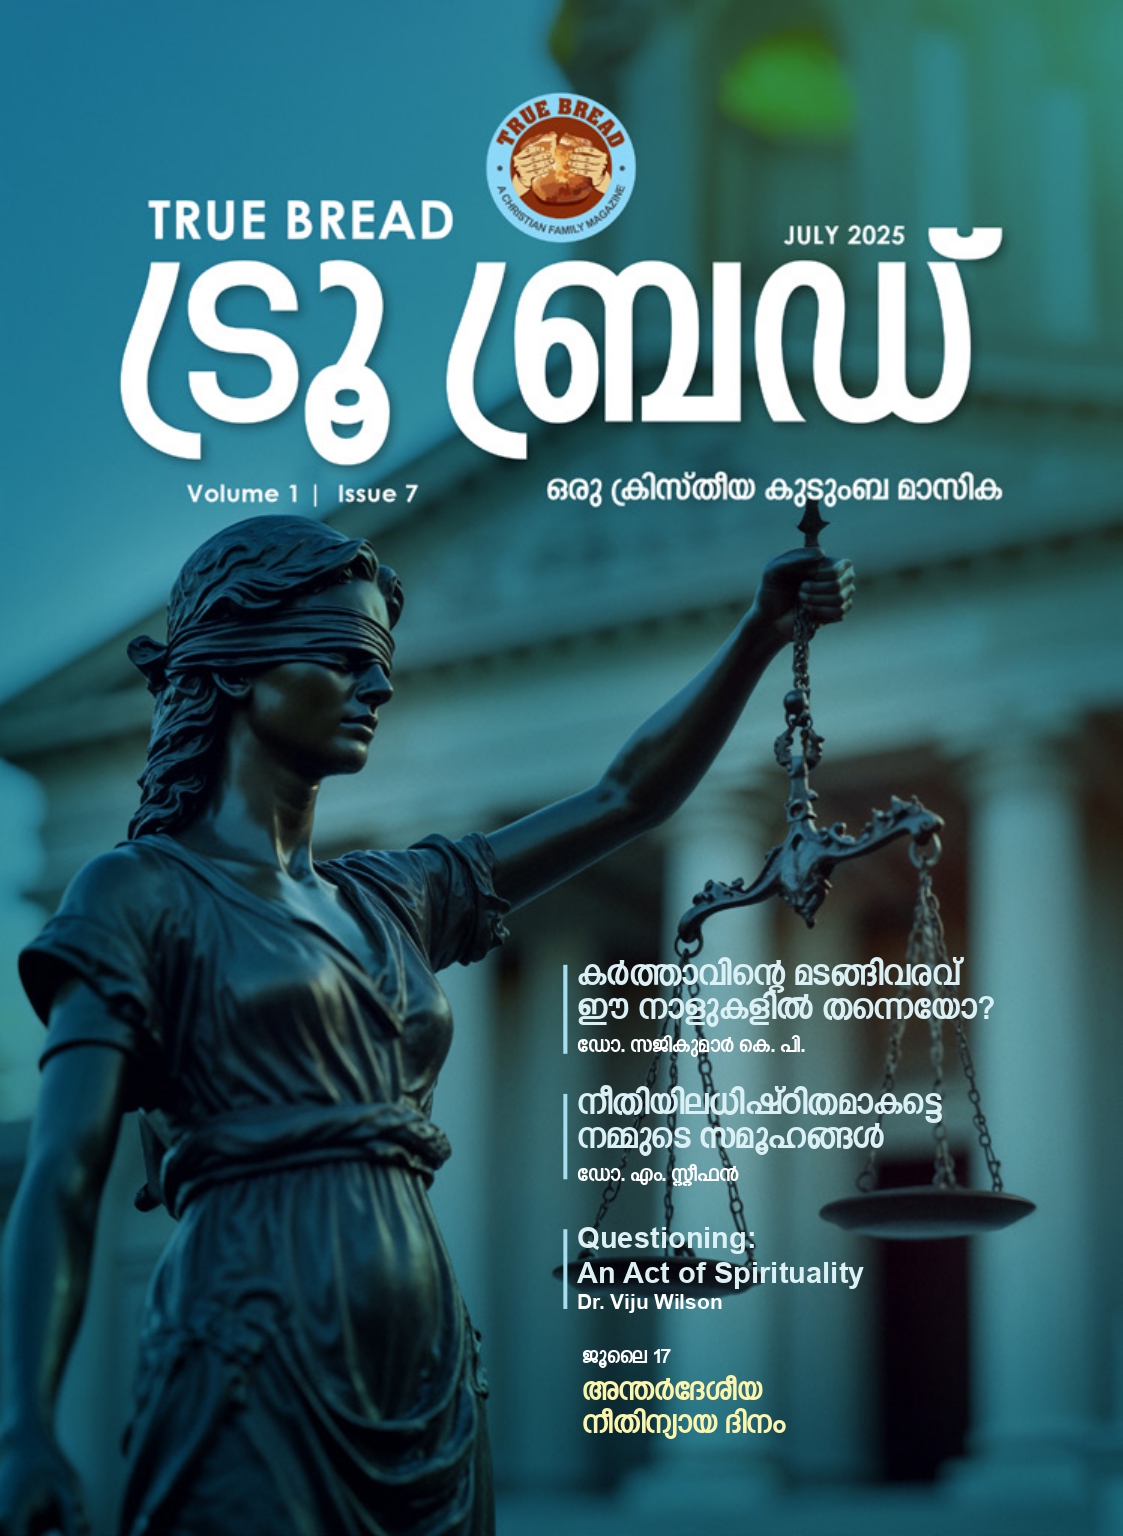 TRUE BREAD
A CHRISTIAN FAMILY MAGAZINE
TRUE BREAD
JULY 2025
ട്രൂ ബ്രഡ്
Volume 1 | Issue 7
ഒരു ക്രിസ്തീയ കുടുംബ മാസിക
കർത്താവിന്റെ മടങ്ങിവരവ്
ഈ നാളുകളിൽ തന്നെയോ?
ഡോ. സജികുമാർ കെ. പി.
നീതിയിലധിഷ്ഠിതമാകട്ടെ
നമ്മുടെ സമൂഹങ്ങൾ
ഡോ. എം. സ്റ്റീഫൻ
Questioning:
An Act of Spirituality
Dr. Viju Wilson
ജൂലൈ 17
അന്തർദേശീയ
നീതിന്യായ ദിനം